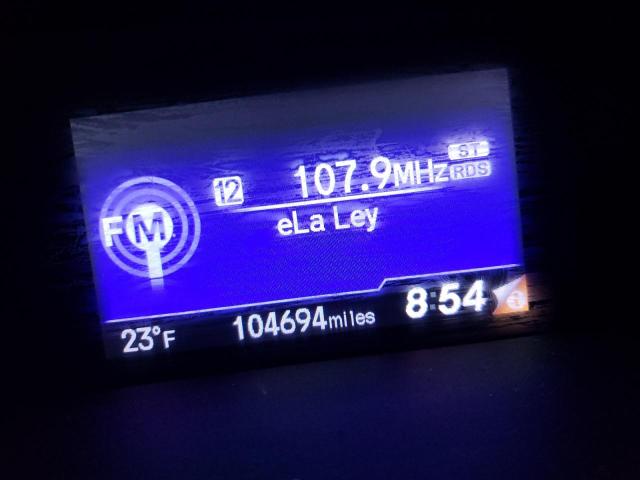 FM
12 107.9MHz ST
RDS
eLa Ley
23°F 104694miles 8:54